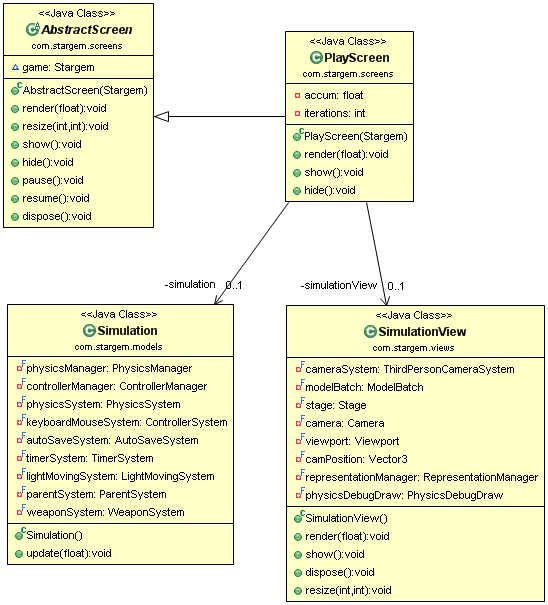 <<Java Class>>
AbstractScreen
com.stargem.screens
game: Stargem
AbstractScreen(Stargem)
render(float):void
resize(int,int):void
show():void
hide():void
pause():void
resume():void
dispose():void
<<Java Class>>
PlayScreen
com.stargem.screens
accum: float
iterations: int
PlayScreen(Stargem)
render(float):void
show():void
hide():void
-simulation
0..1
-simulationView
0..1
<<Java Class>>
Simulation
com.stargem.models
physicsManager: PhysicsManager
controllerManager: ControllerManager
physicsSystem: PhysicsSystem
keyboardMouseSystem: ControllerSystem
autoSaveSystem: AutoSaveSystem
timerSystem: TimerSystem
lightMovingSystem: LightMovingSystem
parentSystem: ParentSystem
weaponSystem: WeaponSystem
Simulation()
update(float):void
<<Java Class>>
SimulationView
com.stargem.views
cameraSystem: ThirdPersonCameraSystem
modelBatch: ModelBatch
stage: Stage
camera: Camera
viewport: Viewport
camPosition: Vector3
representationManager: RepresentationManager
physicsDebugDraw: PhysicsDebugDraw
SimulationView()
render(float):void
show():void
dispose():void
resize(int,int):void